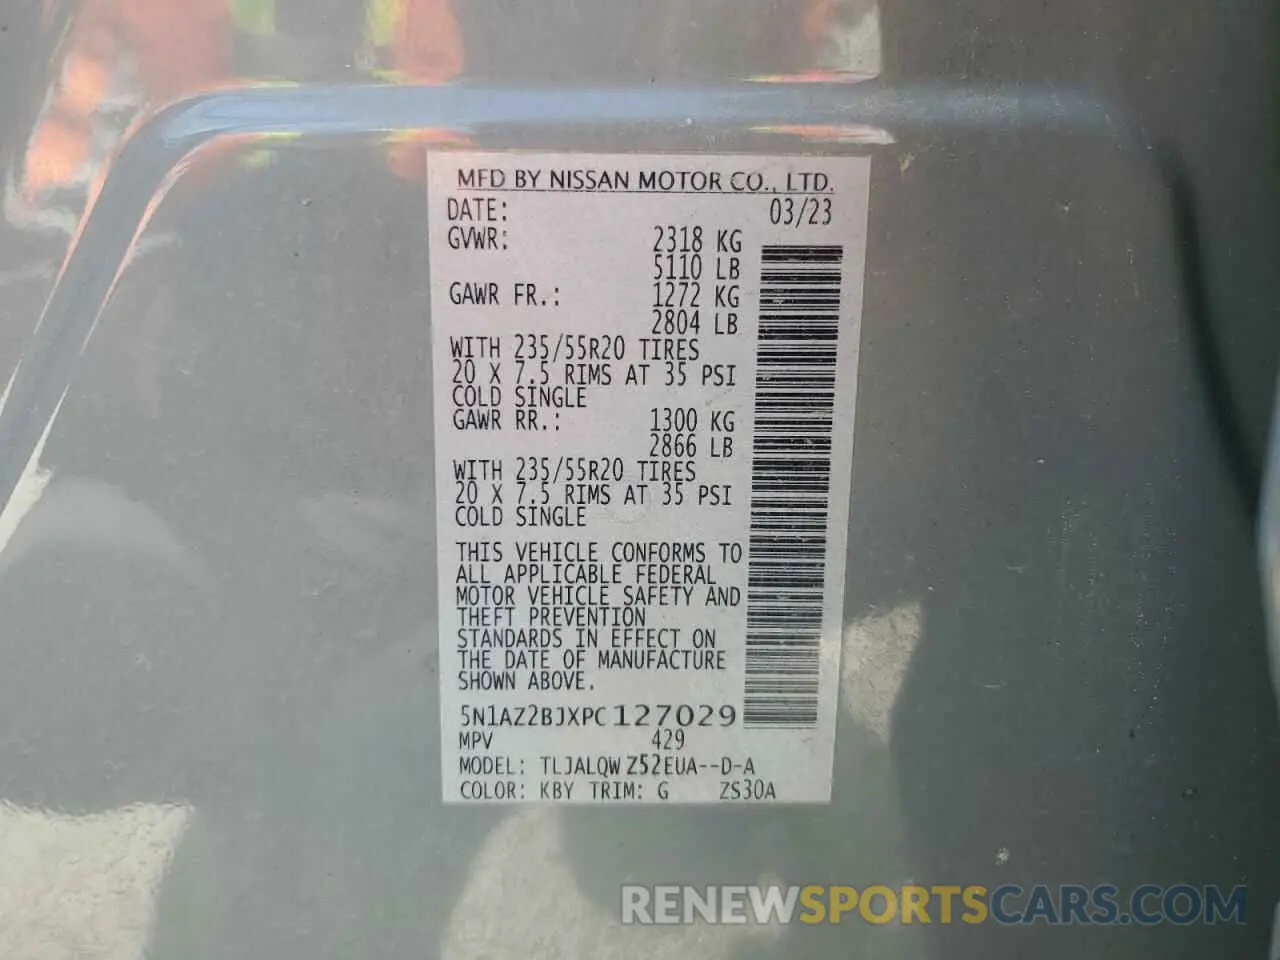 MFD BY NISSAN MOTOR CO., LTD.
DATE: 03/23
GVWR: 2318 KG
5110 LB
GAWR FR.: 1272 KG
2804 LB
WITH 235/55R20 TIRES
20 X 7.5 RIMS AT 35 PSI
COLD SINGLE
GAWR RR.: 1300 KG
2866 LB
WITH 235/55R20 TIRES
20 X 7.5 RIMS AT 35 PSI
COLD SINGLE
THIS VEHICLE CONFORMS TO
ALL APPLICABLE FEDERAL
MOTOR VEHICLE SAFETY AND
THEFT PREVENTION
STANDARDS IN EFFECT ON
THE DATE OF MANUFACTURE
SHOWN ABOVE.
5N1AZ2BJXPC127029
MPV 429
MODEL: TLJALQWZ52EUA--D-A
COLOR: KBY TRIM: G ZS30A
RENEWSPORTSCARS.COM